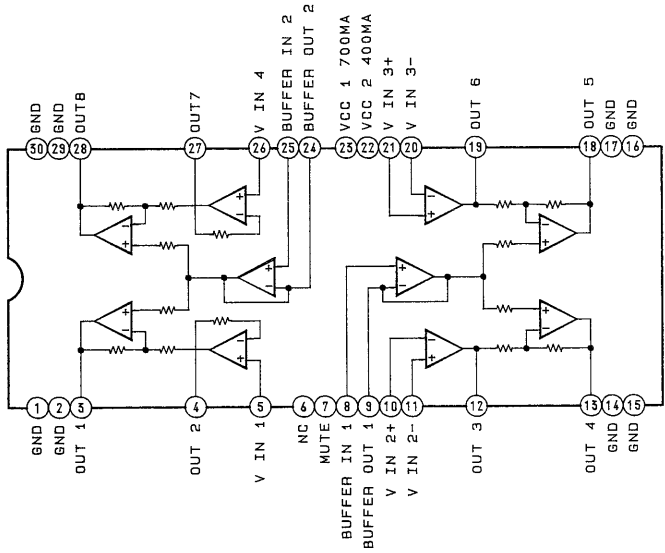 GND
GND
OUT8
OUT7
V IN 4
BUFFER IN 2
BUFFER OUT 2
VCC 1 700MA
VCC 2 400MA
V IN 3+
V IN 3-
OUT 6
OUT 5
GND
GND
30 29 28 27 26 25 24 23 22 21 20 19 18 17 16
+ - + - - + - +
+ - + -
+ - - + + - - +
1 2 3 4 5 6 7 8 9 10 11 12 13 14 15
GND
GND
OUT 1
OUT 2
V IN 1
NC
MUTE
BUFFER IN 1
BUFFER OUT 1
V IN 2+
V IN 2-
OUT 3
OUT 4
GND
GND